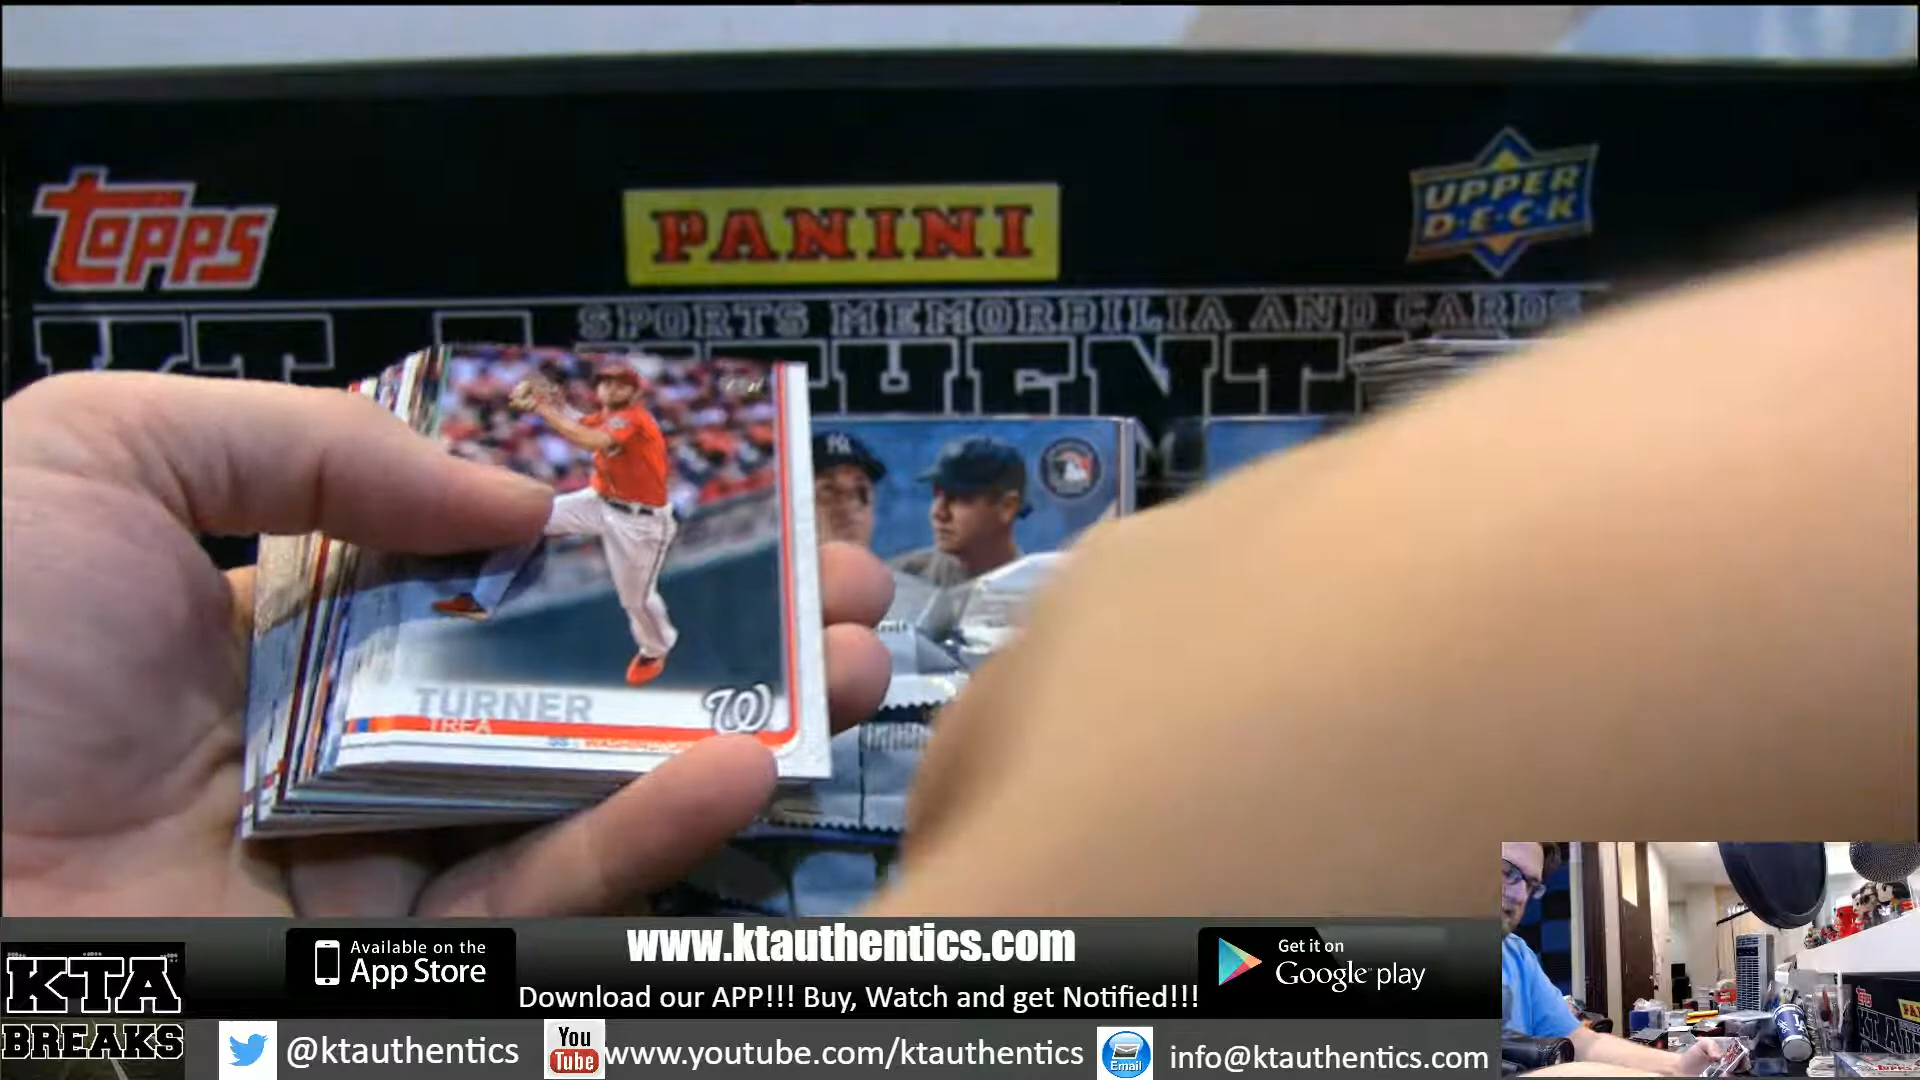 TOPPS
PANINI
UPPER
D·E·C·K
SPORTS MEMORBILIA AND CARDS
TURNER
TREA
W
www.ktauthentics.com
Available on the
App Store
Get it on
Google play
Download our APP!!! Buy, Watch and get Notified!!!
KTA
BREAKS
@ktauthentics
You
Tube
www.youtube.com/ktauthentics
Email
info@ktauthentics.com